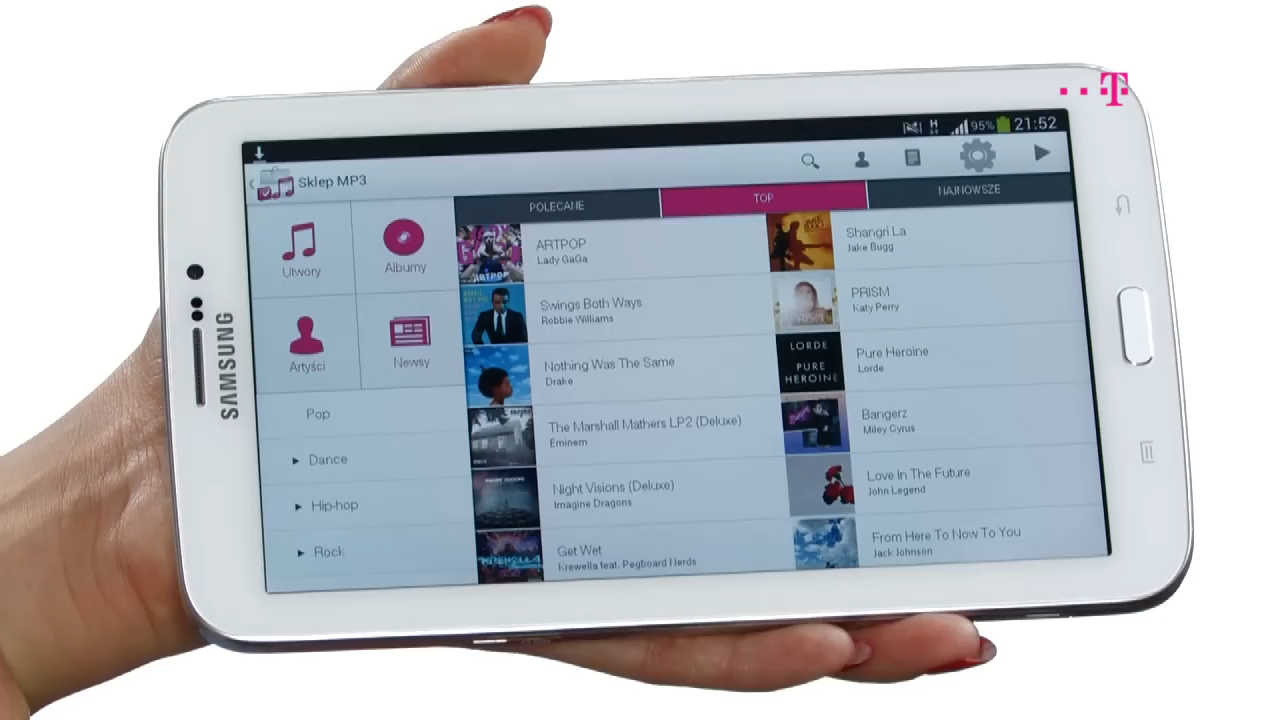 T
95% 21:52
Sklep MP3
POLECANE TOP NAJNOWSZE
Utwory Albumy
Artyści Newsy
Pop
Dance
Hip-hop
Rock
ARTPOP
Lady GaGa
Swings Both Ways
Robbie Williams
Nothing Was The Same
Drake
The Marshall Mathers LP2 (Deluxe)
Eminem
Night Visions (Deluxe)
Imagine Dragons
Get Wet
Krewella feat. Pegboard Nerds
Shangri La
Jake Bugg
PRISM
Katy Perry
Pure Heroine
Lorde
Bangerz
Miley Cyrus
Love In The Future
John Legend
From Here To Now To You
Jack Johnson
ARTPOP
LORDE
PURE
HEROINE
SAMSUNG